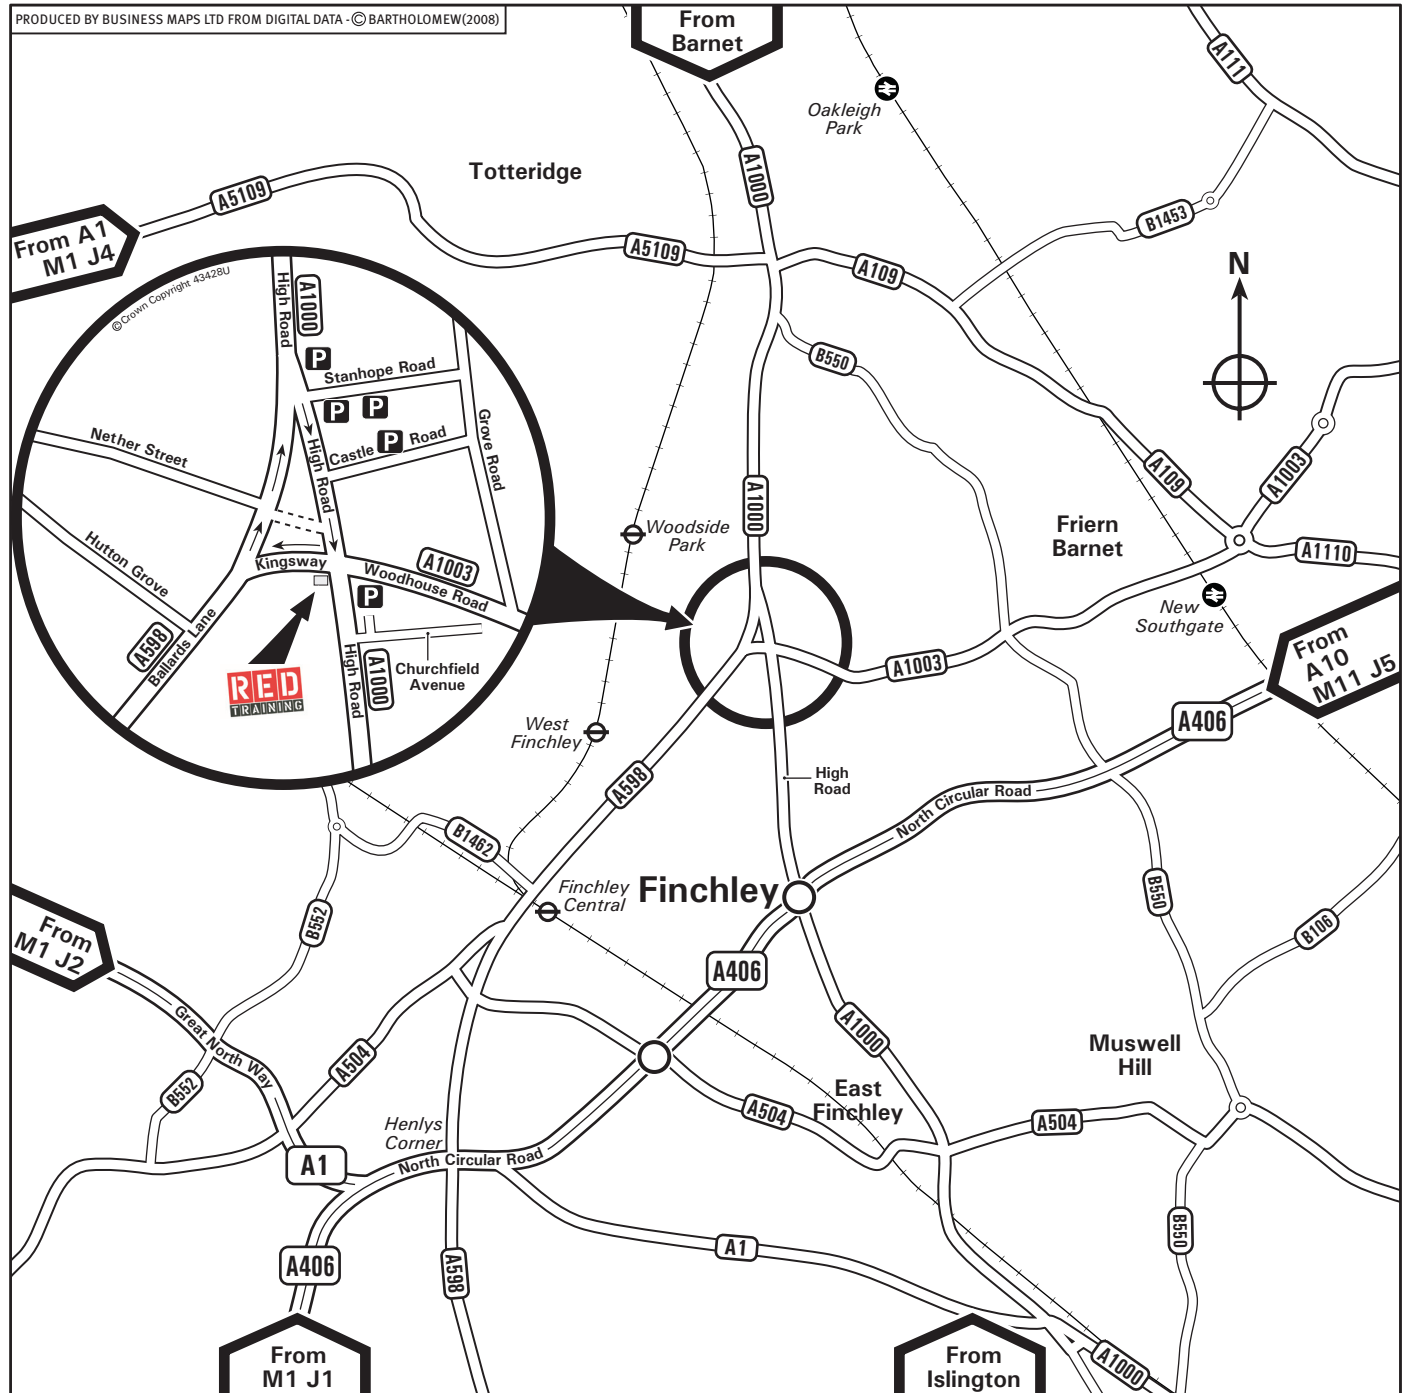 PRODUCED BY BUSINESS MAPS LTD FROM DIGITAL DATA - © BARTHOLOMEW(2008)
From
Barnet
A111
Oakleigh
Park
A1000
Totteridge
A5109
B1453
From A1
M1 J4
A5109
A109
N
©Crown Copyright 43428U
High Road
A1000
P
Stanhope Road
P
P
B550
Nether Street
High Road
Castle
P
Road
Grove Road
A109
A1003
A1000
Woodside
Park
Friern
Barnet
A1110
Hutton Grove
Kingsway
A1003
Woodhouse Road
P
New
Southgate
A598
Ballards Lane
High Road
A1000
Churchfield
Avenue
RED
TRAINING
A1003
From
A10
M11 J5
A406
West
Finchley
A598
High
Road
North Circular Road
B1462
Finchley
Central
Finchley
B550
B552
B106
From
M1 J2
A406
Great North Way
A504
A1000
Muswell
Hill
B552
East
Finchley
A504
A504
Henlys
Corner
A1
North Circular Road
A1
B550
A406
A598
From
M1 J1
From
Islington
A1000